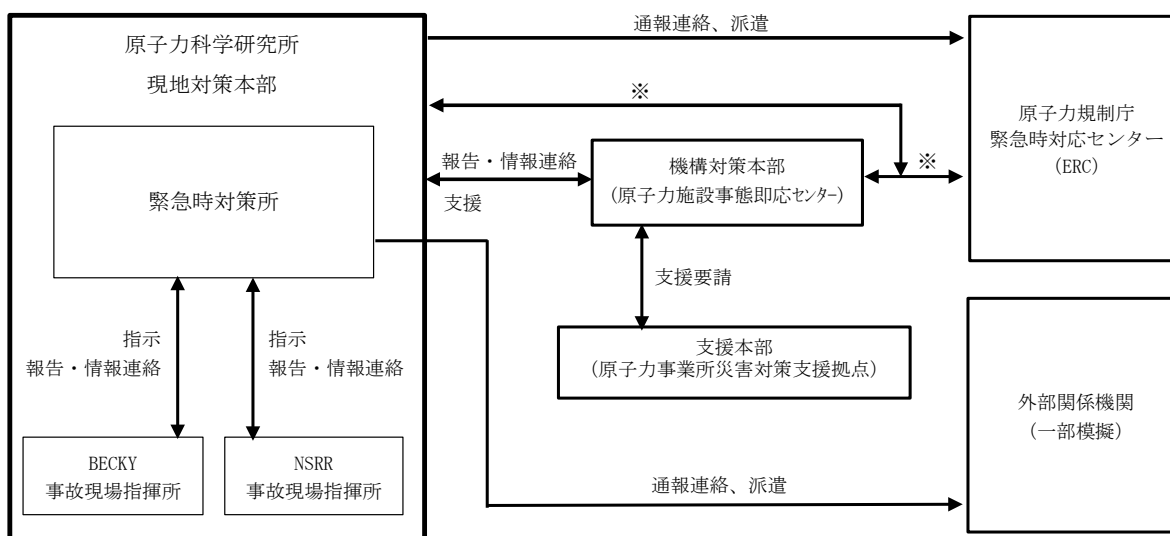 原子力科学研究所
現地対策本部
緊急時対策所
指示
報告・情報連絡
指示
報告・情報連絡
BECKY
事故現場指揮所
NSRR
事故現場指揮所
通報連絡、派遣
※
報告・情報連絡
支援
機構対策本部
(原子力施設事態即応センター)
※
支援要請
支援本部
(原子力事業所災害対策支援拠点)
通報連絡、派遣
原子力規制庁
緊急時対応センター
(ERC)
外部関係機関
(一部模擬)